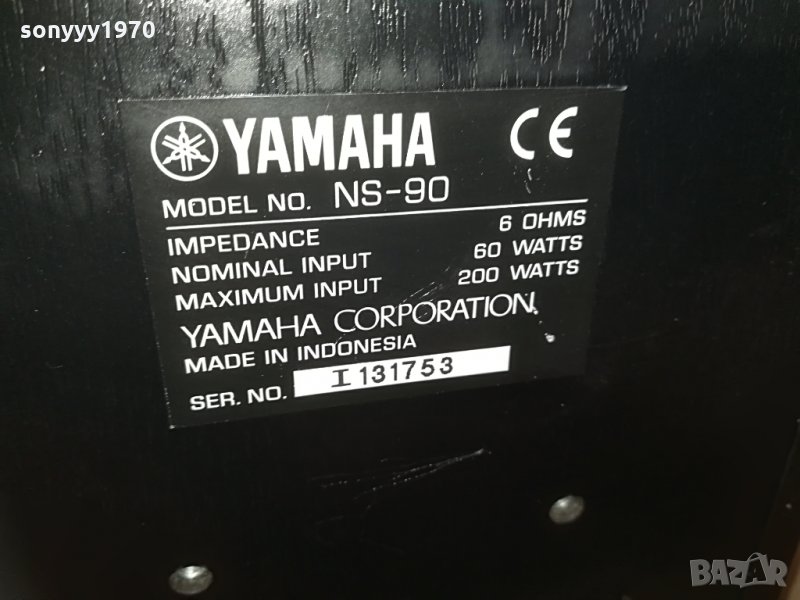 sonyyy1970
YAMAHA CE
MODEL NO. NS-90
IMPEDANCE 6 OHMS
NOMINAL INPUT 60 WATTS
MAXIMUM INPUT 200 WATTS
YAMAHA CORPORATION
MADE IN INDONESIA
SER. NO. I 131753
BAZAR